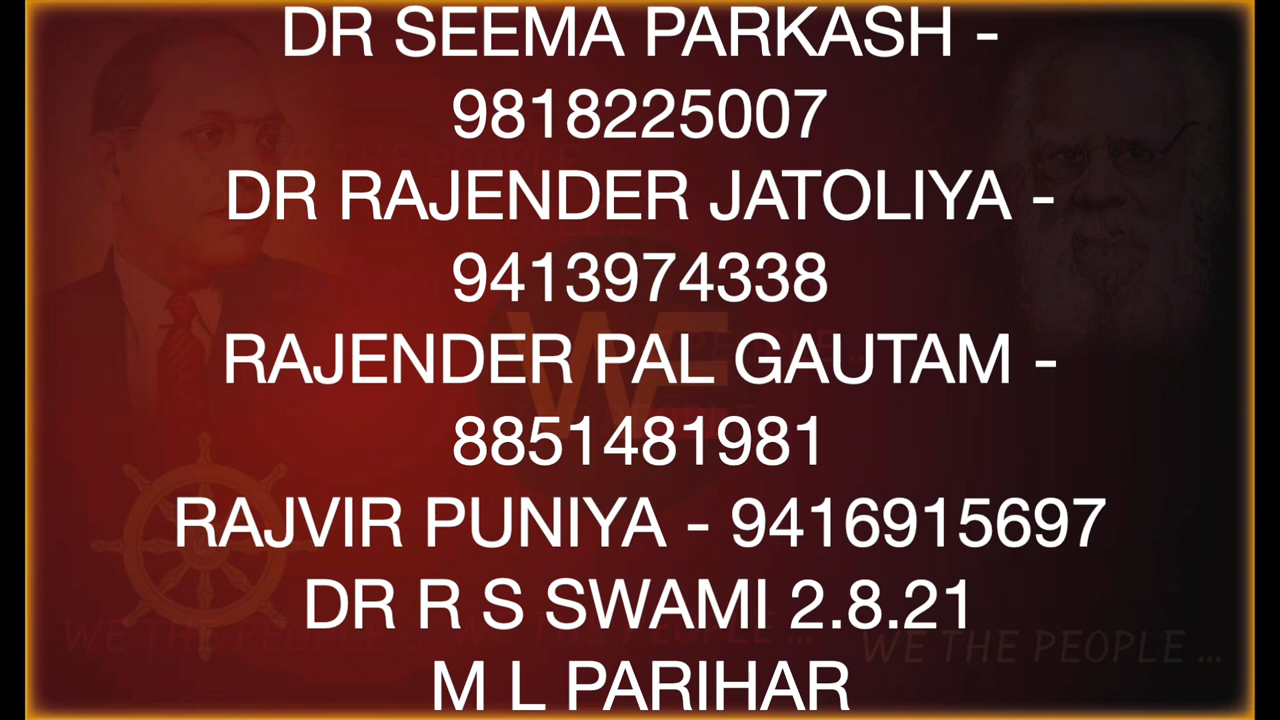 DR SEEMA PARKASH -
9818225007
DR RAJENDER JATOLIYA -
9413974338
RAJENDER PAL GAUTAM -
8851481981
RAJVIR PUNIYA - 9416915697
DR R S SWAMI 2.8.21
WE THE PEOPLE ...
M L PARIHAR